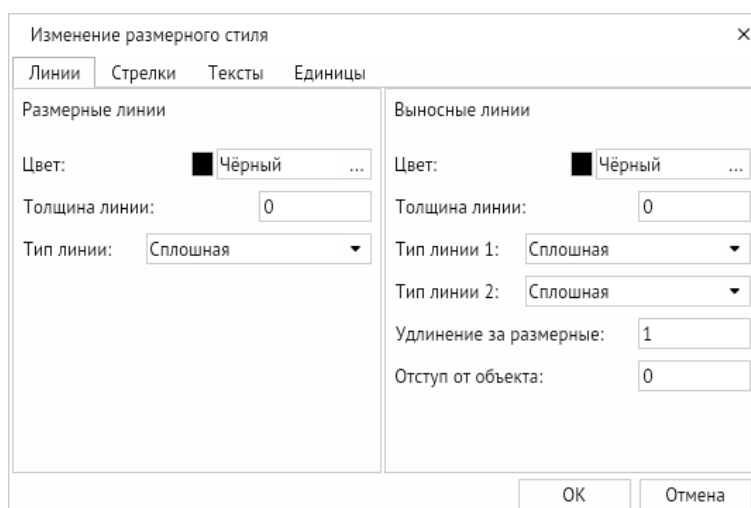 Изменение размерного стиля
Линии Стрелки Тексты Единицы
Размерные линии
Цвет: Чёрный ...
Толщина линии: 0
Тип линии: Сплошная
Выносные линии
Цвет: Чёрный ...
Толщина линии: 0
Тип линии 1: Сплошная
Тип линии 2: Сплошная
Удлинение за размерные: 1
Отступ от объекта: 0
OK Отмена